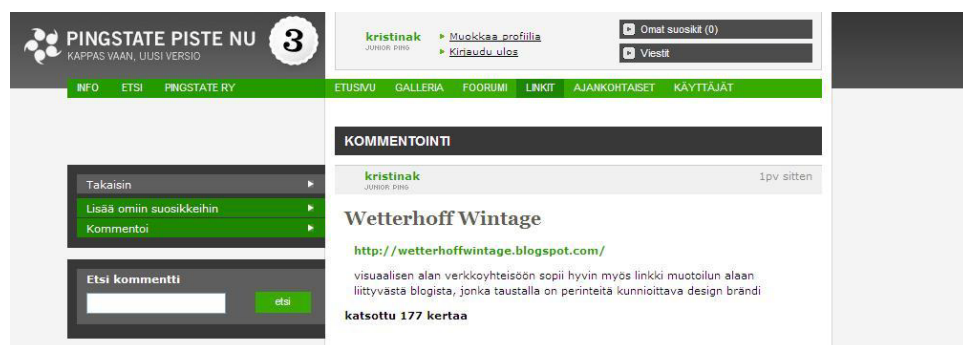 PINGSTATE PISTE NU
KAPPAS VAAN, UUSI VERSIO
3
kristinak
JUNIOR PING
Muokkaa profiilia
Kirjaudu ulos
Omat suosikit (0)
Viestit
INFO ETSI PINGSTATE RY
ETUSIVU GALLERIA FOORUMI LINKIT AJANKOHTAISET KÄYTTÄJÄT
KOMMENTOINTI
kristinak
JUNIOR PING
1pv sitten
Takaisin
Lisää omiin suosikkeihin
Kommentoi
Wetterhoff Wintage
http://wetterhoffwintage.blogspot.com/
visuaalisen alan verkkoyhteisöön sopii hyvin myös linkki muotoilun alaan
liittyvästä blogista, jonka taustalla on perinteitä kunnioittava design brändi
katsottu 177 kertaa
Etsi kommentti
etsi